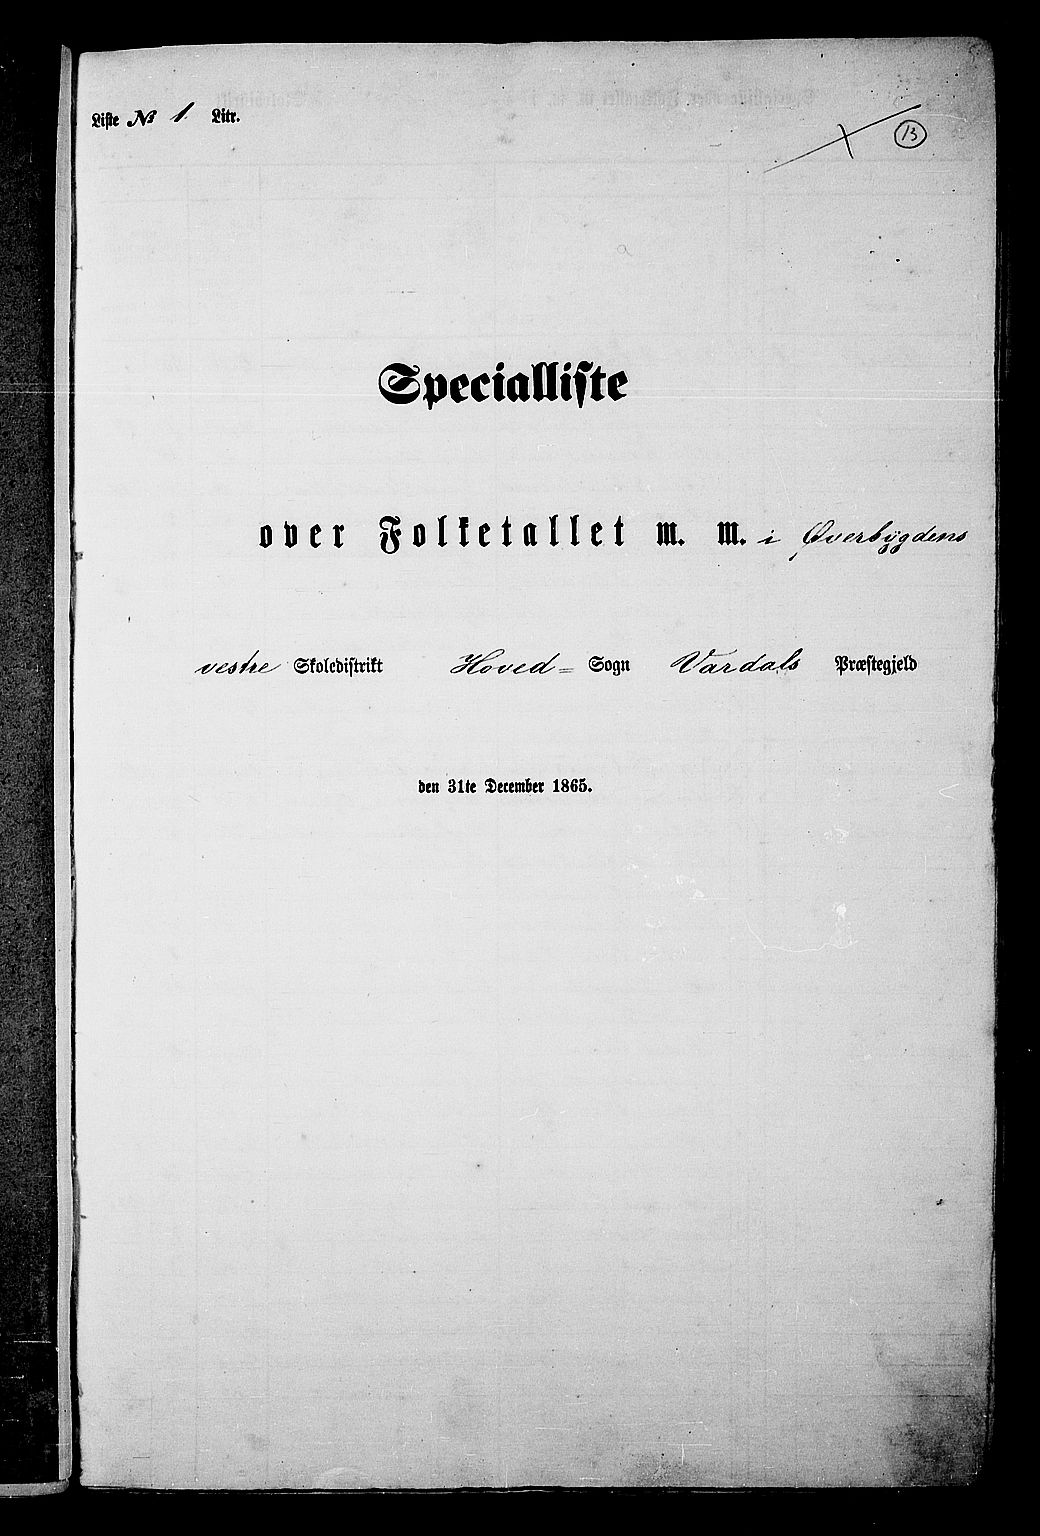 Liste No 1 Litr.
13
Specialliste
over Folketallet m. m. i Øverbygdens
vestre Skoledistrikt Hoved= Sogn Vardals Præstegjeld
den 31te December 1865.